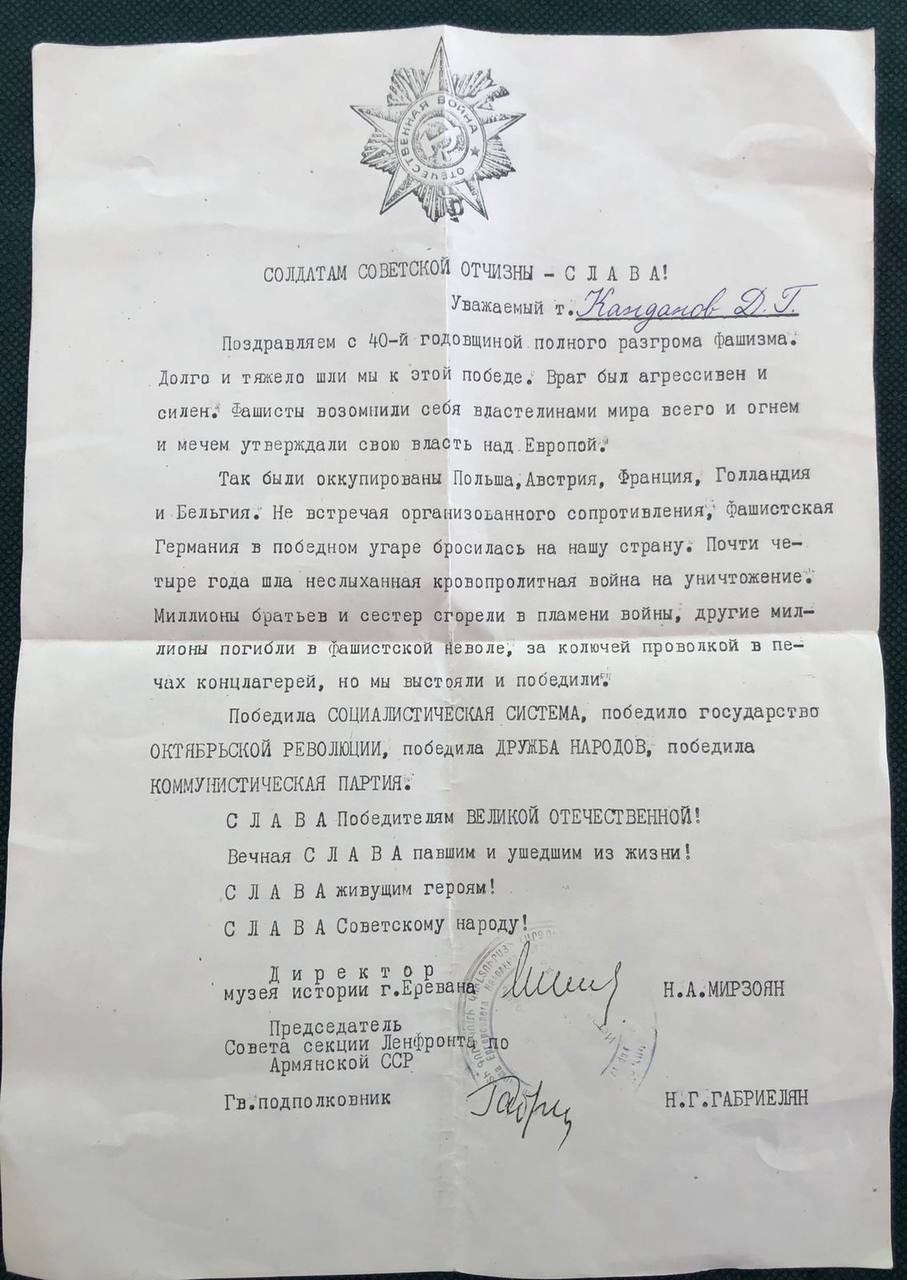 ОТЕЧЕСТВЕННАЯ ВОЙНА
СОЛДАТАМ СОВЕТСКОЙ ОТЧИЗНЫ - С Л А В А!
Уважаемый т. Канданов Д. Г.
Поздравляем с 40-й годовщиной полного разгрома фашизма.
Долго и тяжело шли мы к этой победе. Враг был агрессивен и
силен. Фашисты возомнили себя властелинами мира всего и огнем
и мечем утверждали свою власть над Европой.
Так были оккупированы Польша, Австрия, Франция, Голландия
и Бельгия. Не встречая организованного сопротивления, Фашистская
Германия в победном угаре бросилась на нашу страну. Почти че-
тыре года шла неслыханная кровопролитная война на уничтожение.
Миллионы братьев и сестер сгорели в пламени войны, другие мил-
лионы погибли в фашистской неволе, за колючей проволкой в пе-
чах концлагерей, но мы выстояли и победили.
Победила СОЦИАЛИСТИЧЕСКАЯ СИСТЕМА, победило государство
ОКТЯБРЬСКОЙ РЕВОЛЮЦИИ, победила ДРУЖБА НАРОДОВ, победила
КОММУНИСТИЧЕСКАЯ ПАРТИЯ.
С Л А В А Победителям ВЕЛИКОЙ ОТЕЧЕСТВЕННОЙ!
Вечная С Л А В А павшим и ушедшим из жизни!
С Л А В А живущим героям!
С Л А В А Советскому народу!
Д и р е к т о р
музея истории г.Еревана Н.А.МИРЗОЯН
Председатель
Совета секции Ленфронта по
Армянской ССР
Гв.подполковник Н.Г.ГАБРИЕЛЯН